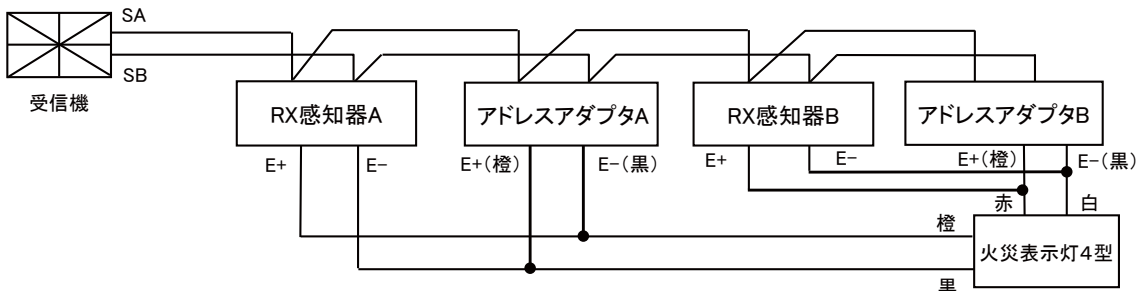 SA
SB
受信機
RX感知器A
アドレスアダプタA
RX感知器B
アドレスアダプタB
E+
E-
E+(橙)
E-(黒)
E+
E-
E+(橙)
E-(黒)
赤
白
橙
火災表示灯4型
黒